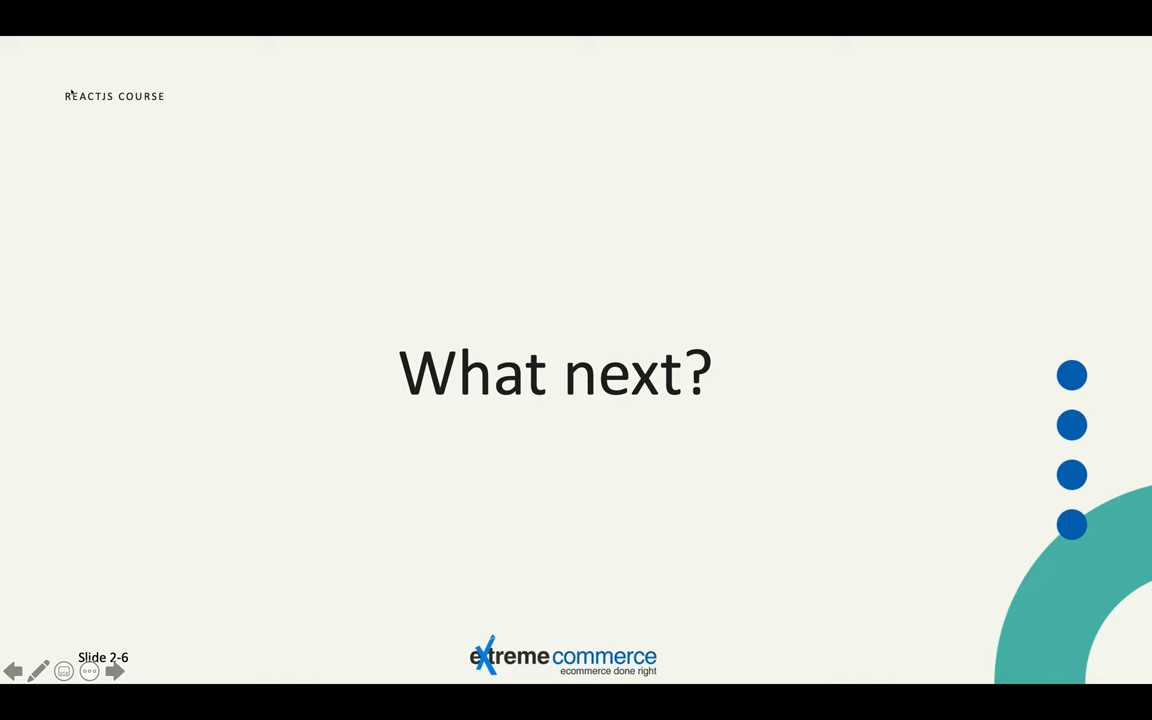 REACTJS COURSE
What next?
Slide 2-6
extreme commerce
ecommerce done right